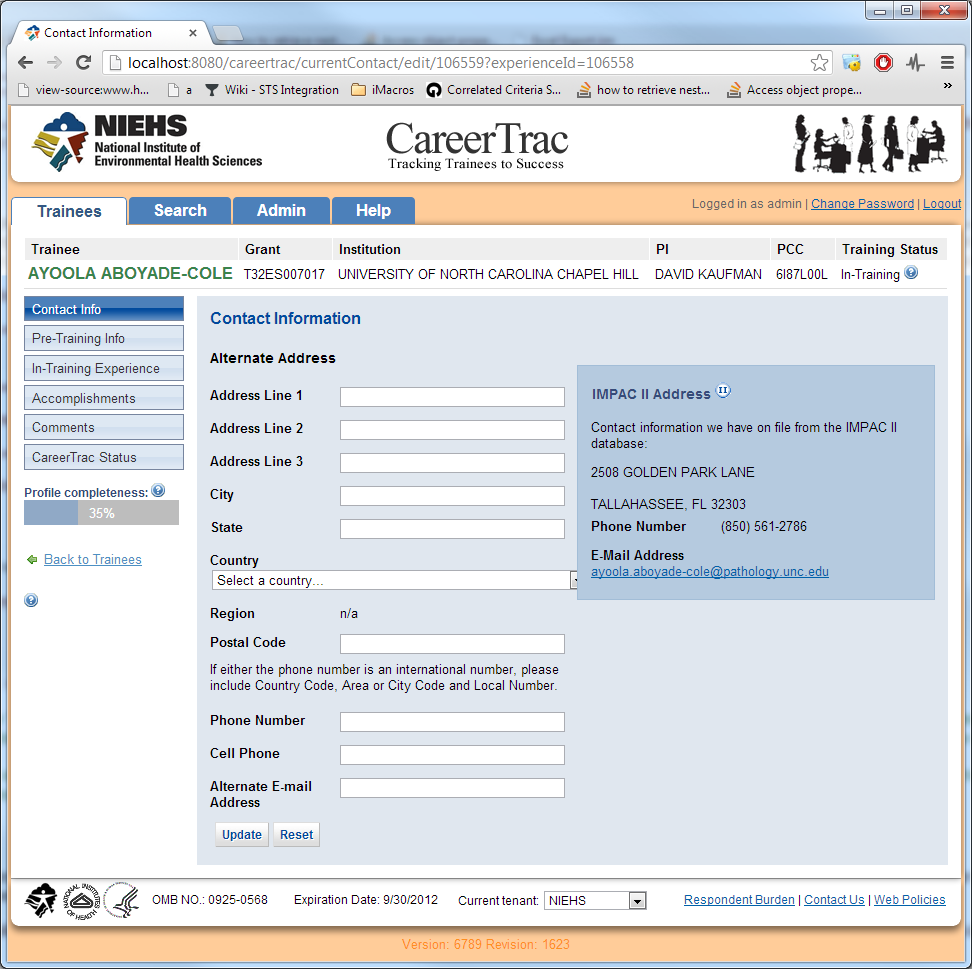 Contact Information
localhost:8080/careertrac/currentContact/edit/106559?experienceId=106558
view-source:www.h... a Wiki - STS Integration iMacros Correlated Criteria S... how to retrieve nest... Access object prope... »
NIEHS
National Institute of
Environmental Health Sciences
CareerTrac
Tracking Trainees to Success
Trainees Search Admin Help
Logged in as admin | Change Password | Logout
Trainee Grant Institution PI PCC Training Status
AYOOLA ABOYADE-COLE T32ES007017 UNIVERSITY OF NORTH CAROLINA CHAPEL HILL DAVID KAUFMAN 6I87L00L In-Training ?
Contact Info
Pre-Training Info
In-Training Experience
Accomplishments
Comments
CareerTrac Status
Profile completeness: ?
35%
Back to Trainees
?
Contact Information
Alternate Address
Address Line 1
Address Line 2
Address Line 3
City
State
Country
Select a country...
Region n/a
Postal Code
If either the phone number is an international number, please
include Country Code, Area or City Code and Local Number.
Phone Number
Cell Phone
Alternate E-mail
Address
Update Reset
IMPAC II Address II
Contact information we have on file from the IMPAC II
database:
2508 GOLDEN PARK LANE
TALLAHASSEE, FL 32303
Phone Number (850) 561-2786
E-Mail Address
ayoola.aboyade-cole@pathology.unc.edu
NATIONAL INSTITUTES OF HEALTH
OMB NO.: 0925-0568 Expiration Date: 9/30/2012 Current tenant: NIEHS
Respondent Burden | Contact Us | Web Policies
Version: 6789 Revision: 1623